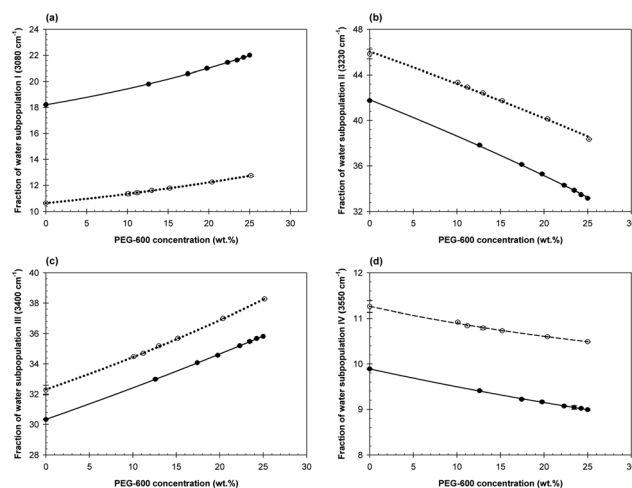 (a)
Fraction of water subpopulation I (3080 cm⁻¹)
24
22
20
18
16
14
12
10
0 5 10 15 20 25 30
PEG-600 concentration (wt.%)
(b)
Fraction of water subpopulation II (3230 cm⁻¹)
48
44
40
36
32
0 5 10 15 20 25 30
PEG-600 concentration (wt.%)
(c)
Fraction of water subpopulation III (3400 cm⁻¹)
40
38
36
34
32
30
28
0 5 10 15 20 25 30
PEG-600 concentration (wt.%)
(d)
Fraction of water subpopulation IV (3550 cm⁻¹)
12
11
10
9
8
0 5 10 15 20 25 30
PEG-600 concentration (wt.%)